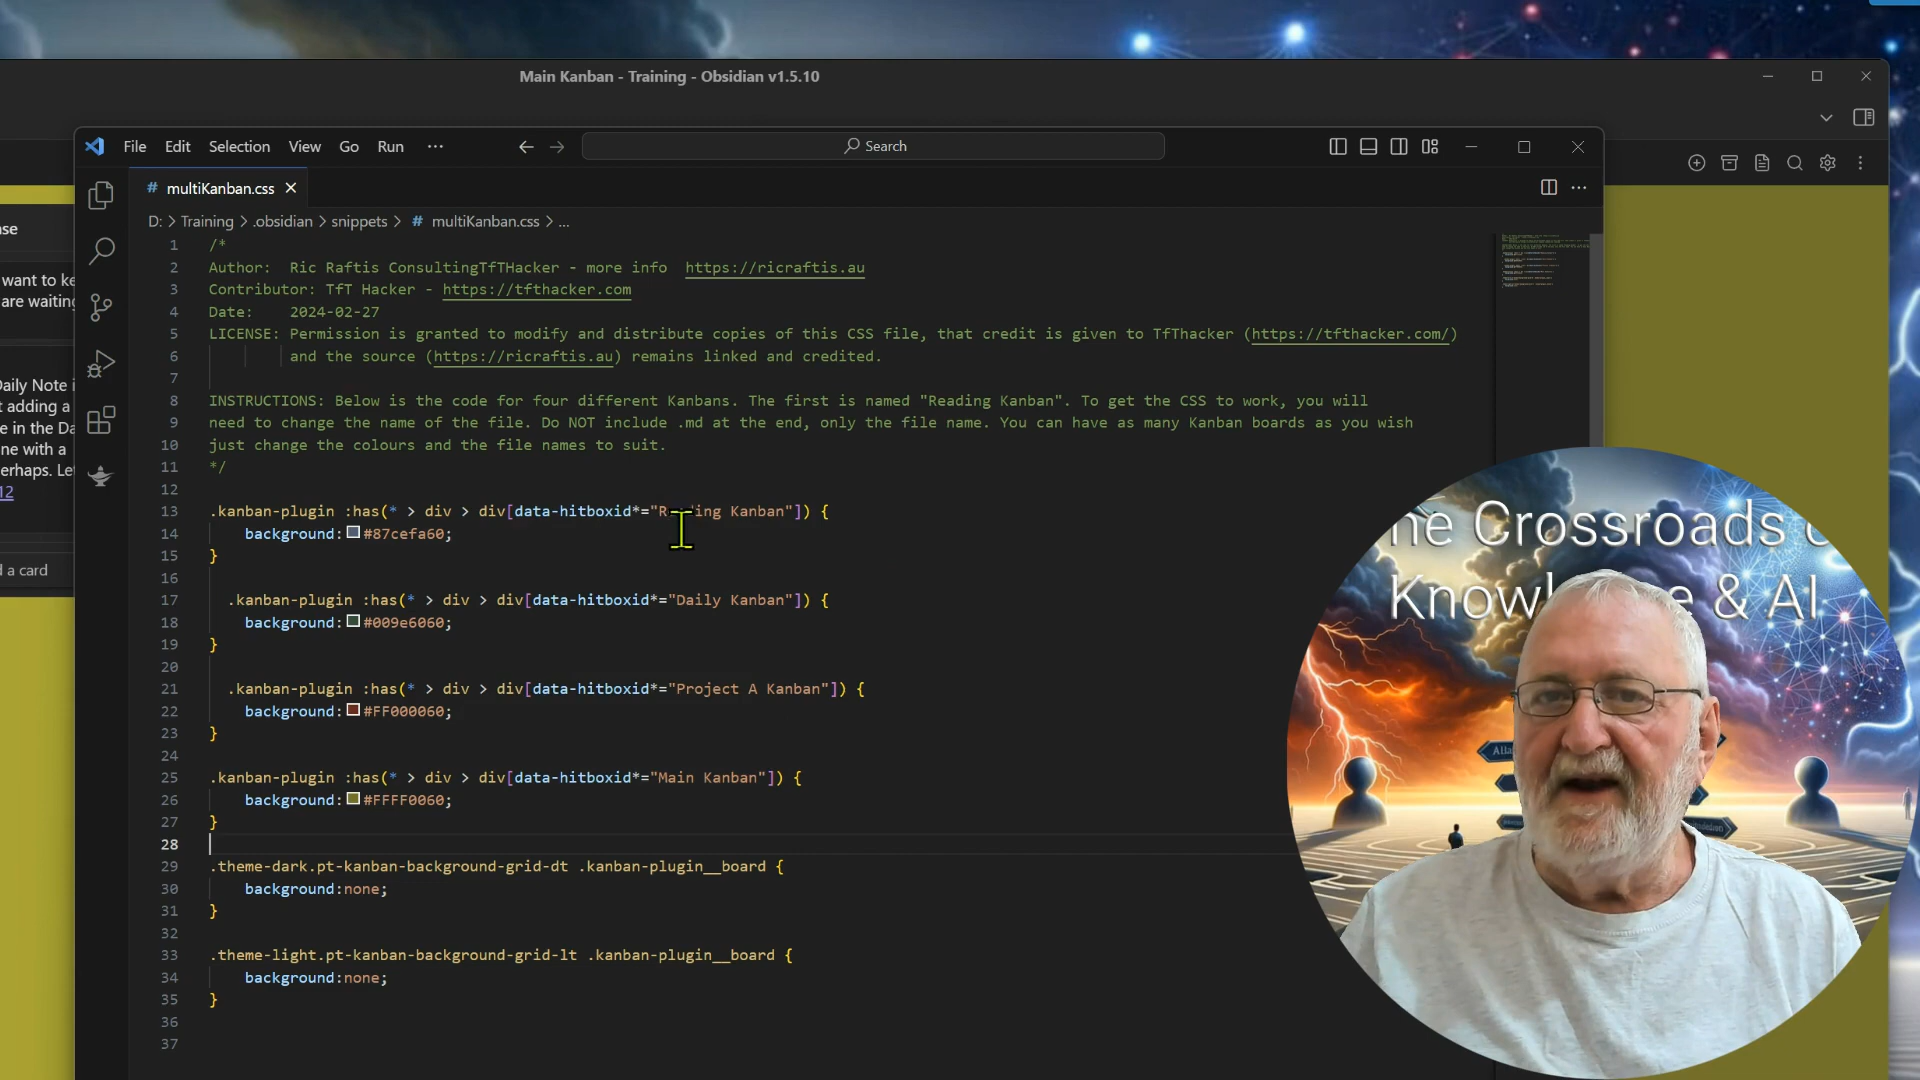 Main Kanban - Training - Obsidian v1.5.10
File Edit Selection View Go Run ··· Search
# multiKanban.css
D: > Training > .obsidian > snippets > # multiKanban.css > ...
se
want to ke
are waiting
aily Note i
t adding a
e in the Da
ne with a
erhaps. Let
12
d a card
1 /*
2 Author:  Ric Raftis ConsultingTfTHacker - more info  https://ricraftis.au
3 Contributor: TfT Hacker - https://tfthacker.com
4 Date:    2024-02-27
5 LICENSE: Permission is granted to modify and distribute copies of this CSS file, that credit is given to TfThacker (https://tfthacker.com/)
6 and the source (https://ricraftis.au) remains linked and credited.
7
8 INSTRUCTIONS: Below is the code for four different Kanbans. The first is named "Reading Kanban". To get the CSS to work, you will
9 need to change the name of the file. Do NOT include .md at the end, only the file name. You can have as many Kanban boards as you wish
10 just change the colours and the file names to suit.
11 */
12
13 .kanban-plugin :has(* > div > div[data-hitboxid*="Reading Kanban"]) {
14 background: #87cefa60;
15 }
16
17 .kanban-plugin :has(* > div > div[data-hitboxid*="Daily Kanban"]) {
18 background: #009e6060;
19 }
20
21 .kanban-plugin :has(* > div > div[data-hitboxid*="Project A Kanban"]) {
22 background: #FF000060;
23 }
24
25 .kanban-plugin :has(* > div > div[data-hitboxid*="Main Kanban"]) {
26 background: #FFFF0060;
27 }
28
29 .theme-dark.pt-kanban-background-grid-dt .kanban-plugin__board {
30 background:none;
31 }
32
33 .theme-light.pt-kanban-background-grid-lt .kanban-plugin__board {
34 background:none;
35 }
36
37
he Crossroads o
Know e & AI